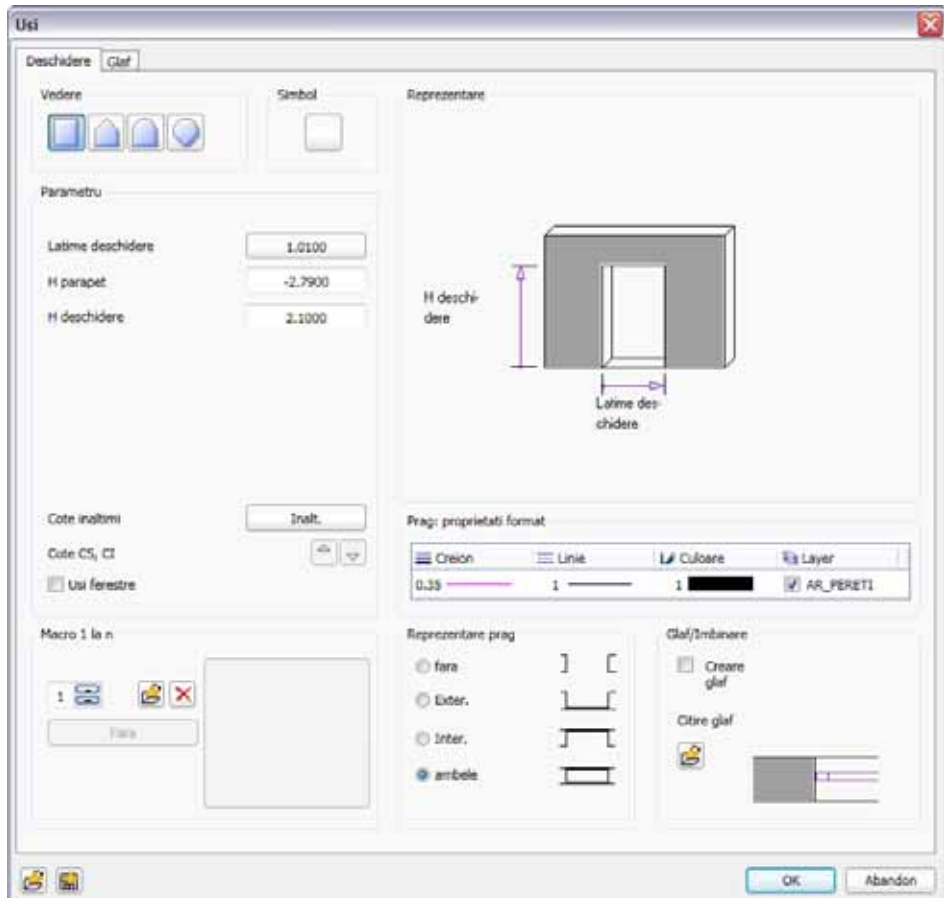 Usi
Deschidere Glaf
Vedere
Simbol
Reprezentare
Parametru
Latime deschidere 1.0100
H parapet -2.7900
H deschidere 2.1000
H deschi-
dere
Latime des-
chidere
Cote inaltimi Inalt.
Cote CS, CI
Usi ferestre
Prag: proprietati format
Creion Linie Culoare Layer
0.35 1 1 AR_PERETI
Macro 1 la n
1
Fara
Reprezentare prag
fara
Exter.
Inter.
ambele
Glaf/Imbinare
Creare
glaf
Citire glaf
OK Abandon